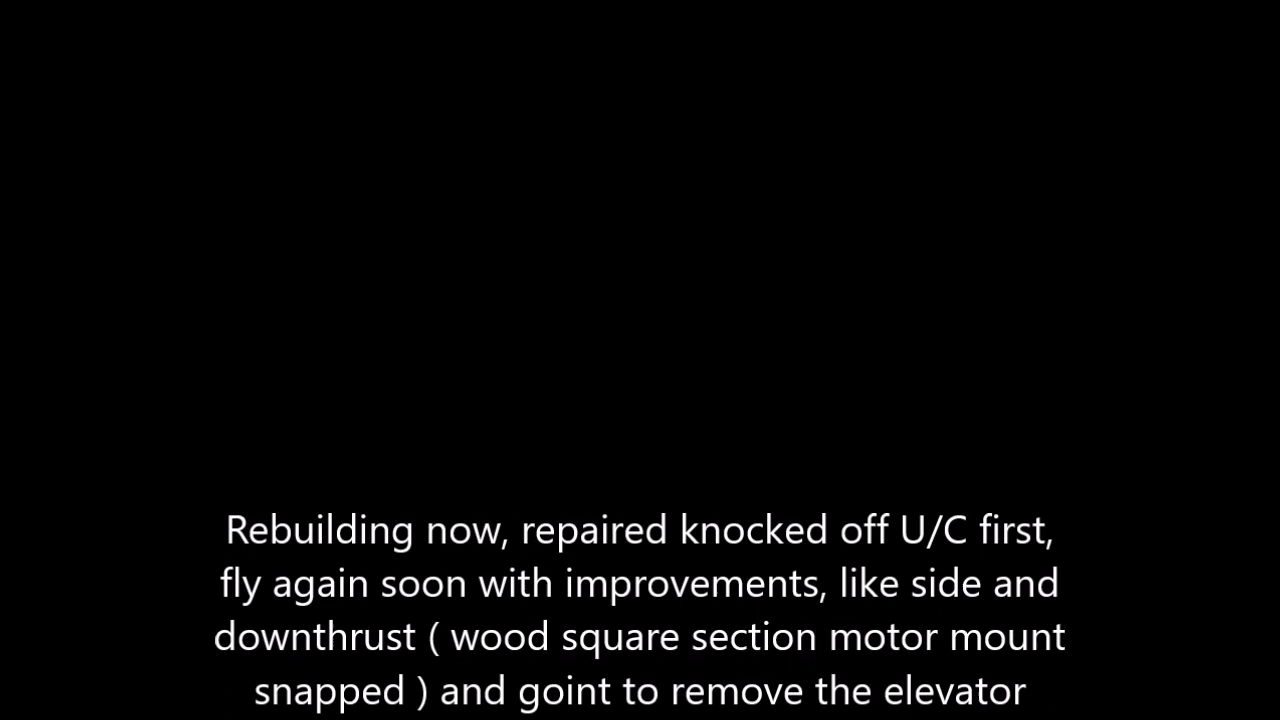 Rebuilding now, repaired knocked off U/C first,
fly again soon with improvements, like side and
downthrust ( wood square section motor mount
snapped ) and goint to remove the elevator